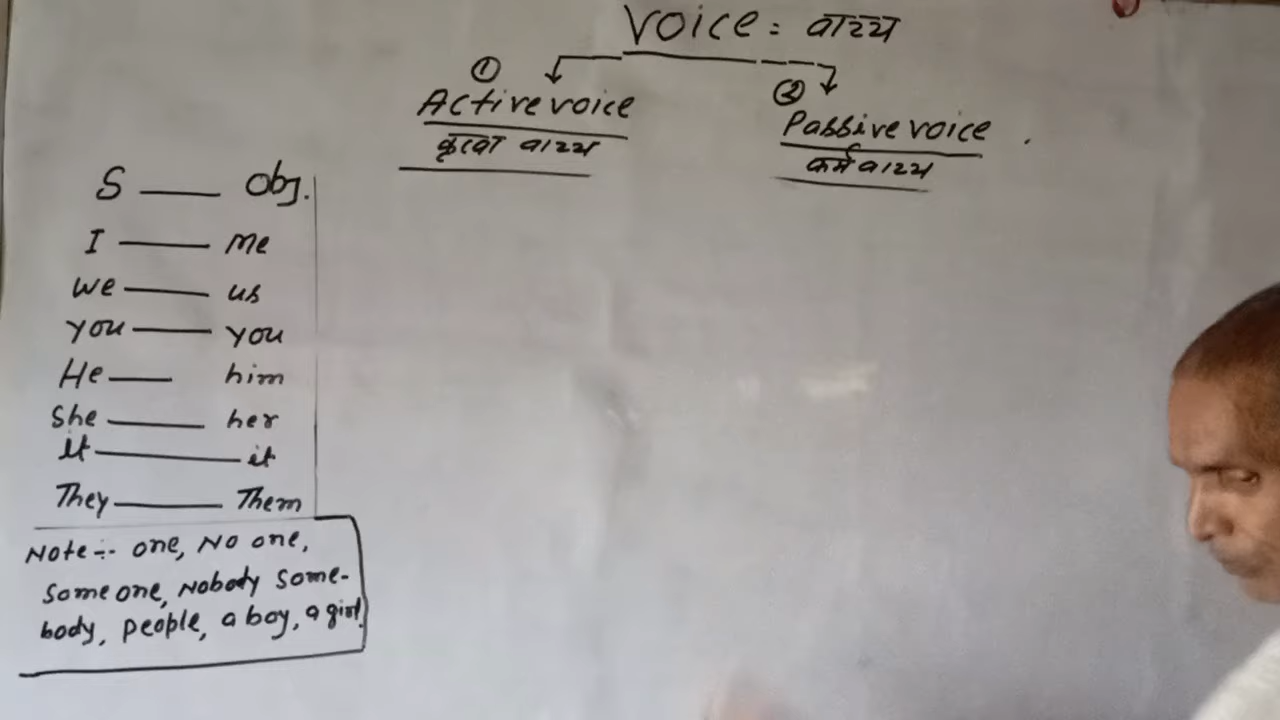 Voice = वाच्य
① ②
Active voice Passive voice
कृत्वा वाच्य कर्म वाच्य
S — Obj.
I — me
we — us
you — you
He — him
She — her
it — it
They — Them
Note :- one, No one,
Some one, Nobody Some-
body, people, a boy, a girl.